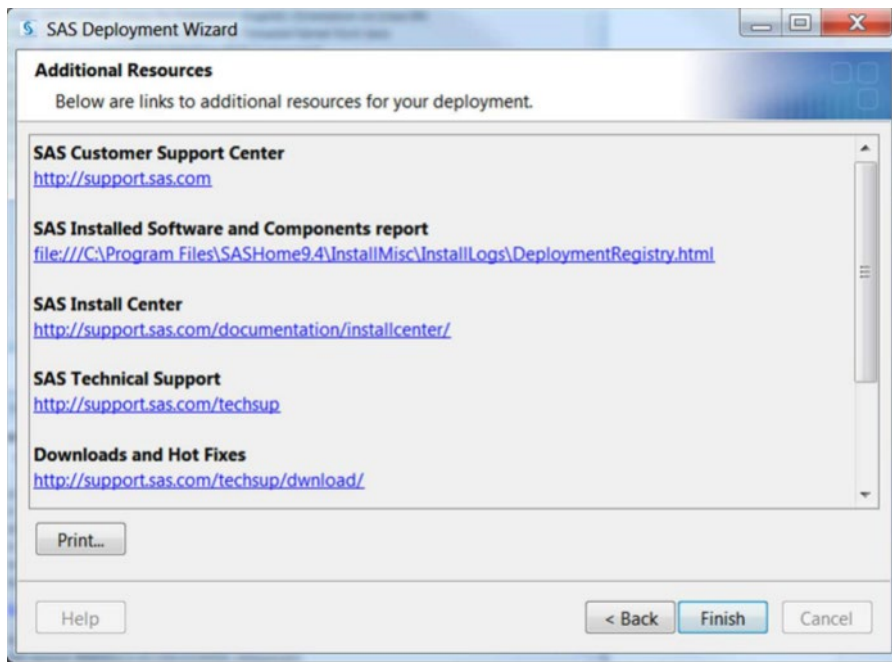 SAS Deployment Wizard
Additional Resources
Below are links to additional resources for your deployment.
SAS Customer Support Center
http://support.sas.com
SAS Installed Software and Components report
file:///C:\Program Files\SASHome9.4\InstallMisc\InstallLogs\DeploymentRegistry.html
SAS Install Center
http://support.sas.com/documentation/installcenter/
SAS Technical Support
http://support.sas.com/techsup
Downloads and Hot Fixes
http://support.sas.com/techsup/dwnload/
Print...
Help
< Back
Finish
Cancel